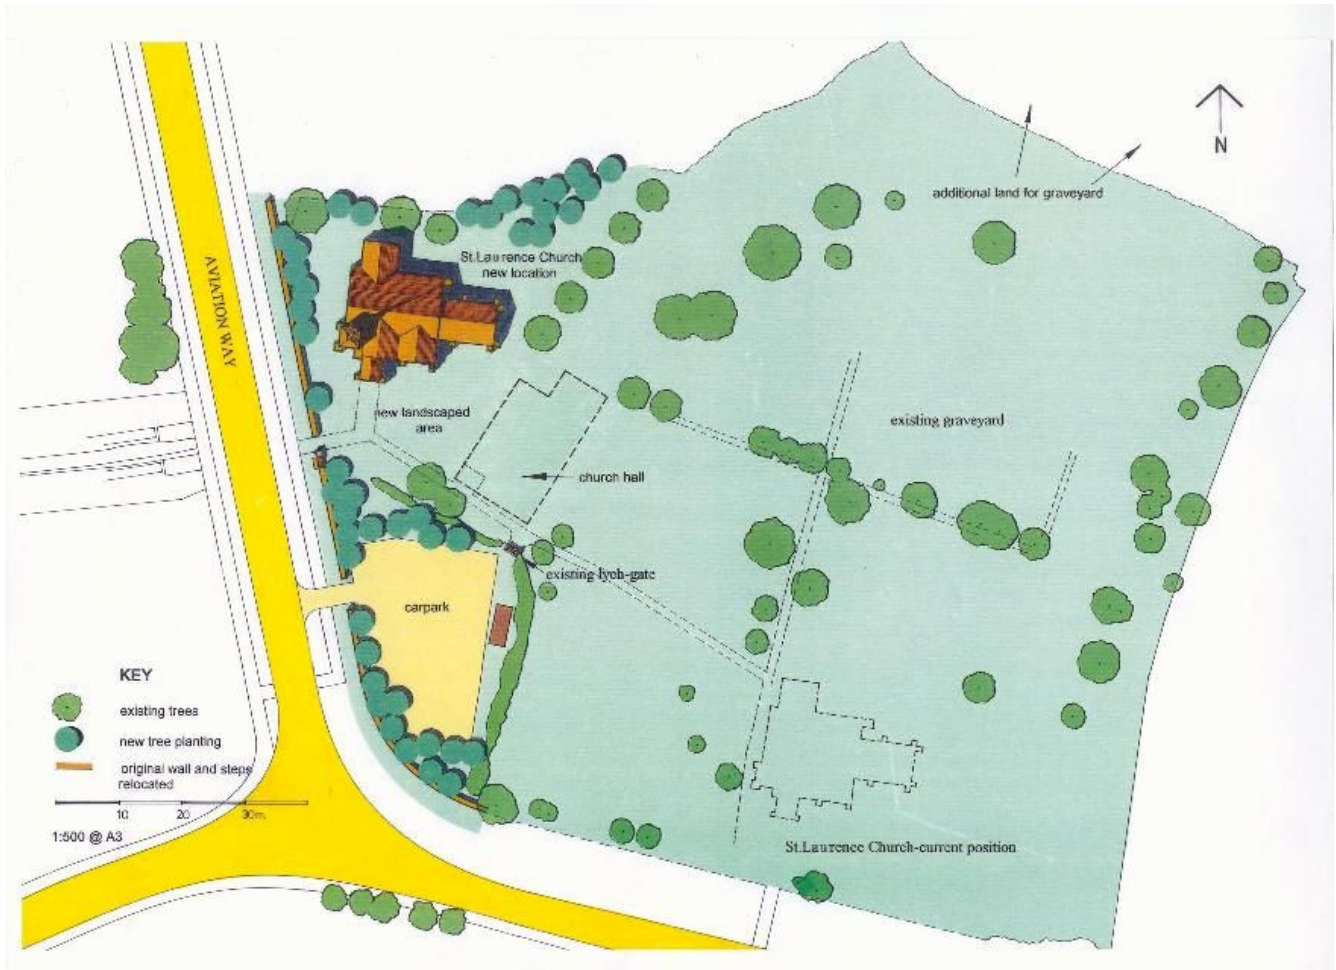 N
additional land for graveyard
AVIATION WAY
St.Laurence Church
new location
new landscaped
area
existing graveyard
church hall
existing lych-gate
carpark
KEY
existing trees
new tree planting
original wall and steps
relocated
10 20 30m.
1:500 @ A3
St.Laurence Church-current position